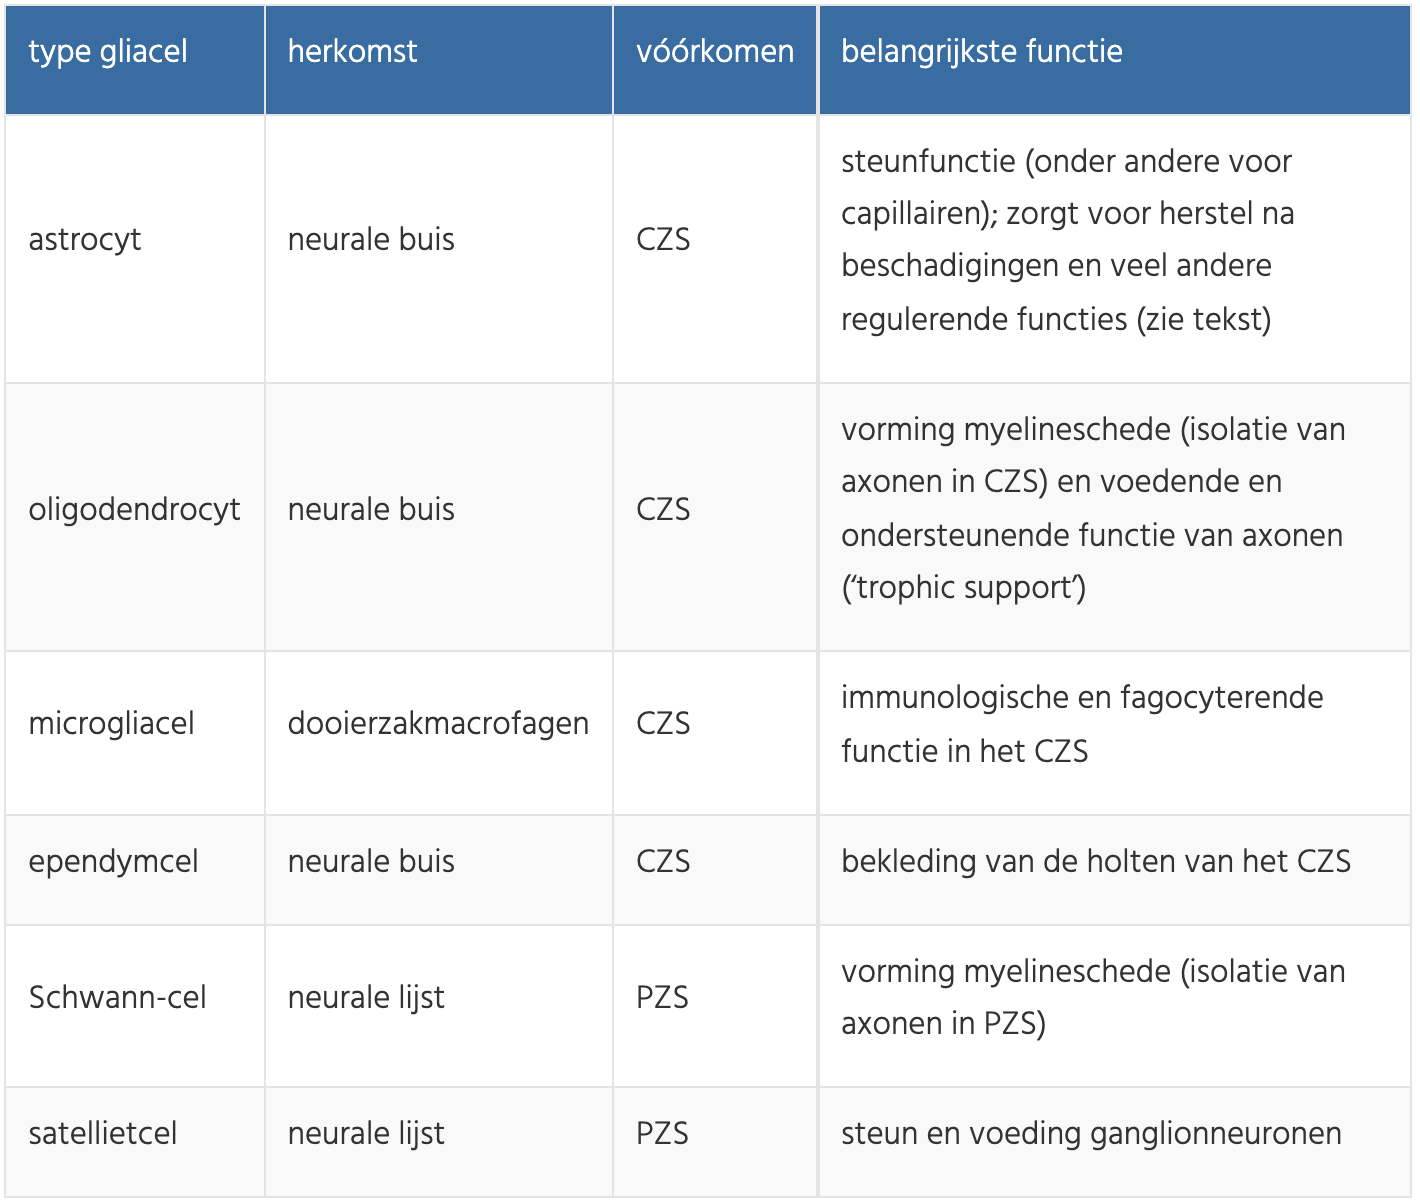 type gliacel herkomst vóórkomen belangrijkste functie
steunfunctie (onder andere voor
capillairen); zorgt voor herstel na
astrocyt neurale buis CZS
beschadigingen en veel andere
regulerende functies (zie tekst)
vorming myelineschede (isolatie van
axonen in CZS) en voedende en
oligodendrocyt neurale buis CZS
ondersteunende functie van axonen
(‘trophic support’)
immunologische en fagocyterende
microgliacel dooierzakmacrofagen CZS
functie in het CZS
ependymcel neurale buis CZS bekleding van de holten van het CZS
vorming myelineschede (isolatie van
Schwann-cel neurale lijst PZS
axonen in PZS)
satellietcel neurale lijst PZS steun en voeding ganglionneuronen